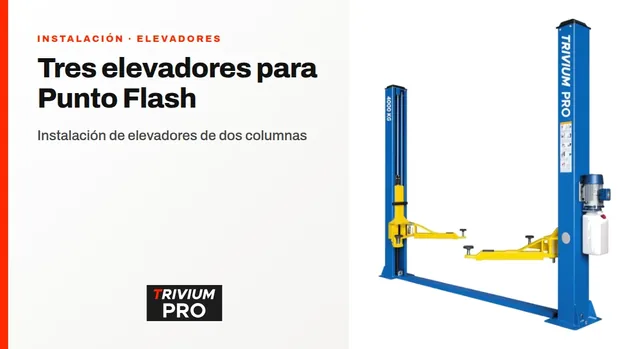 INSTALACIÓN · ELEVADORES
Tres elevadores para
Punto Flash
Instalación de elevadores de dos columnas
TRIVIUM
PRO
4000 KG
TRIVIUM PRO